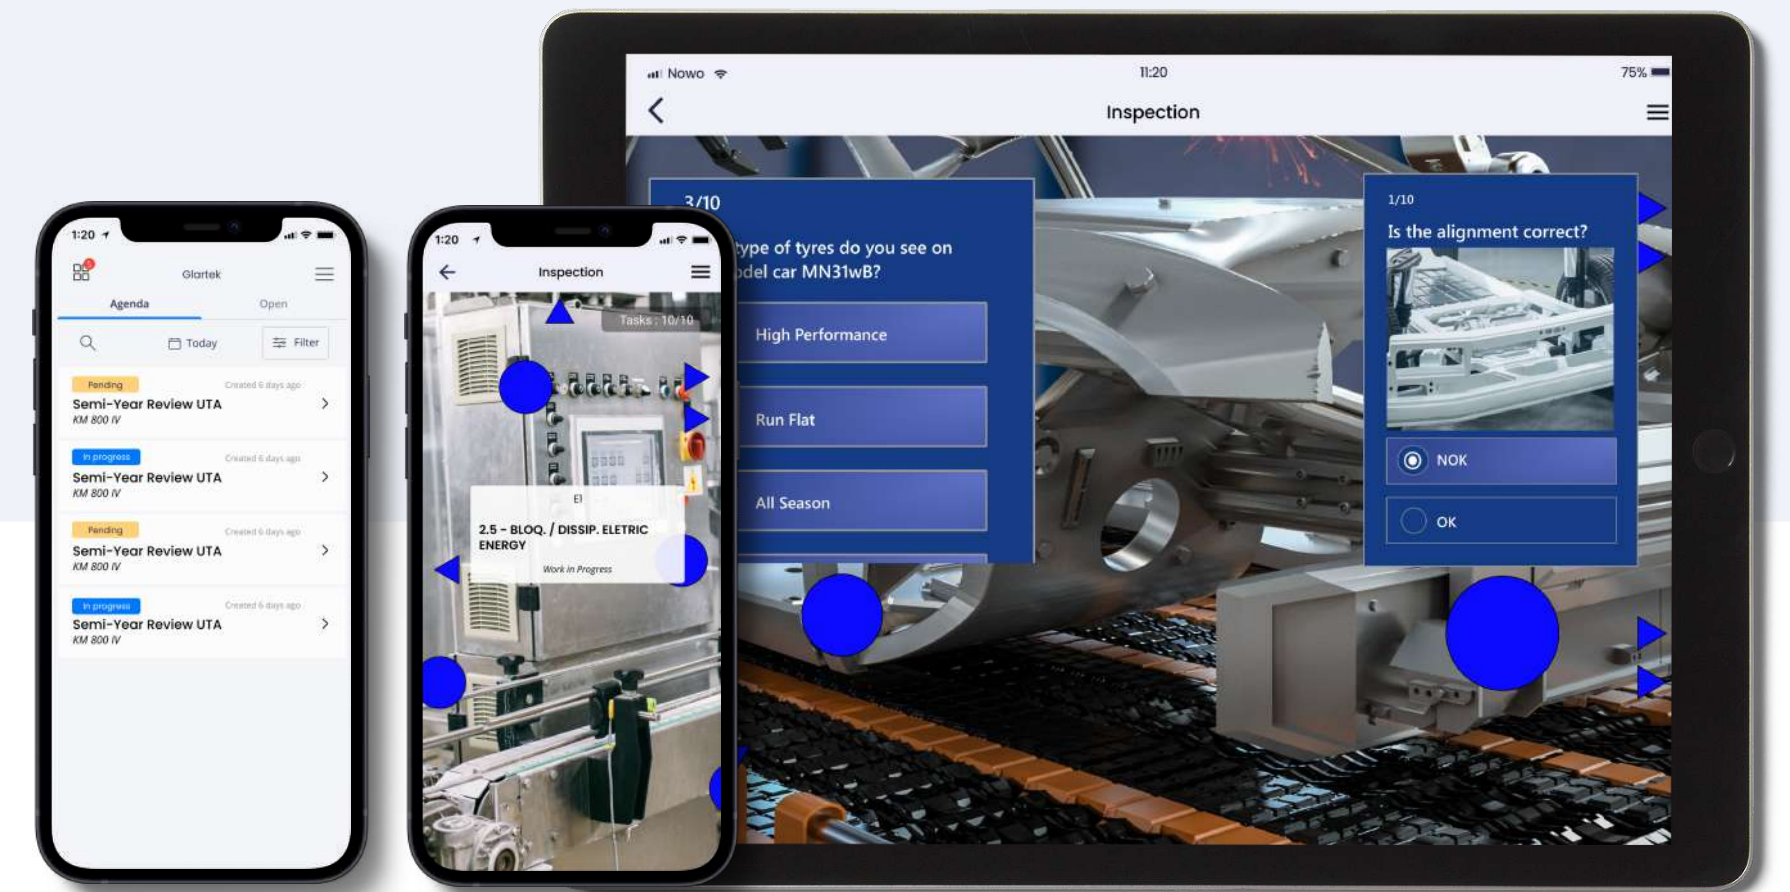 1:20
5
Glartek
Agenda
Open
Today
Filter
Pending
Created 6 days ago
Semi-Year Review UTA
KM 800 IV
In progress
Created 6 days ago
Semi-Year Review UTA
KM 800 IV
Pending
Created 6 days ago
Semi-Year Review UTA
KM 800 IV
In progress
Created 6 days ago
Semi-Year Review UTA
KM 800 IV
1:20
Inspection
Tasks : 10/10
E1
2.5 - BLOQ. / DISSIP. ELETRIC
ENERGY
Work in Progress
Nowo
11:20
75%
Inspection
3/10
type of tyres do you see on
del car MN31wB?
High Performance
Run Flat
All Season
1/10
Is the alignment correct?
NOK
OK